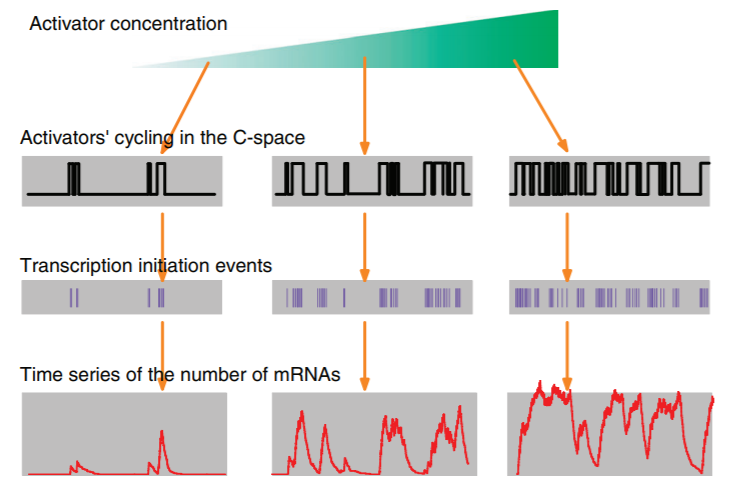 Activator concentration
Activators' cycling in the C-space
Transcription initiation events
Time series of the number of mRNAs